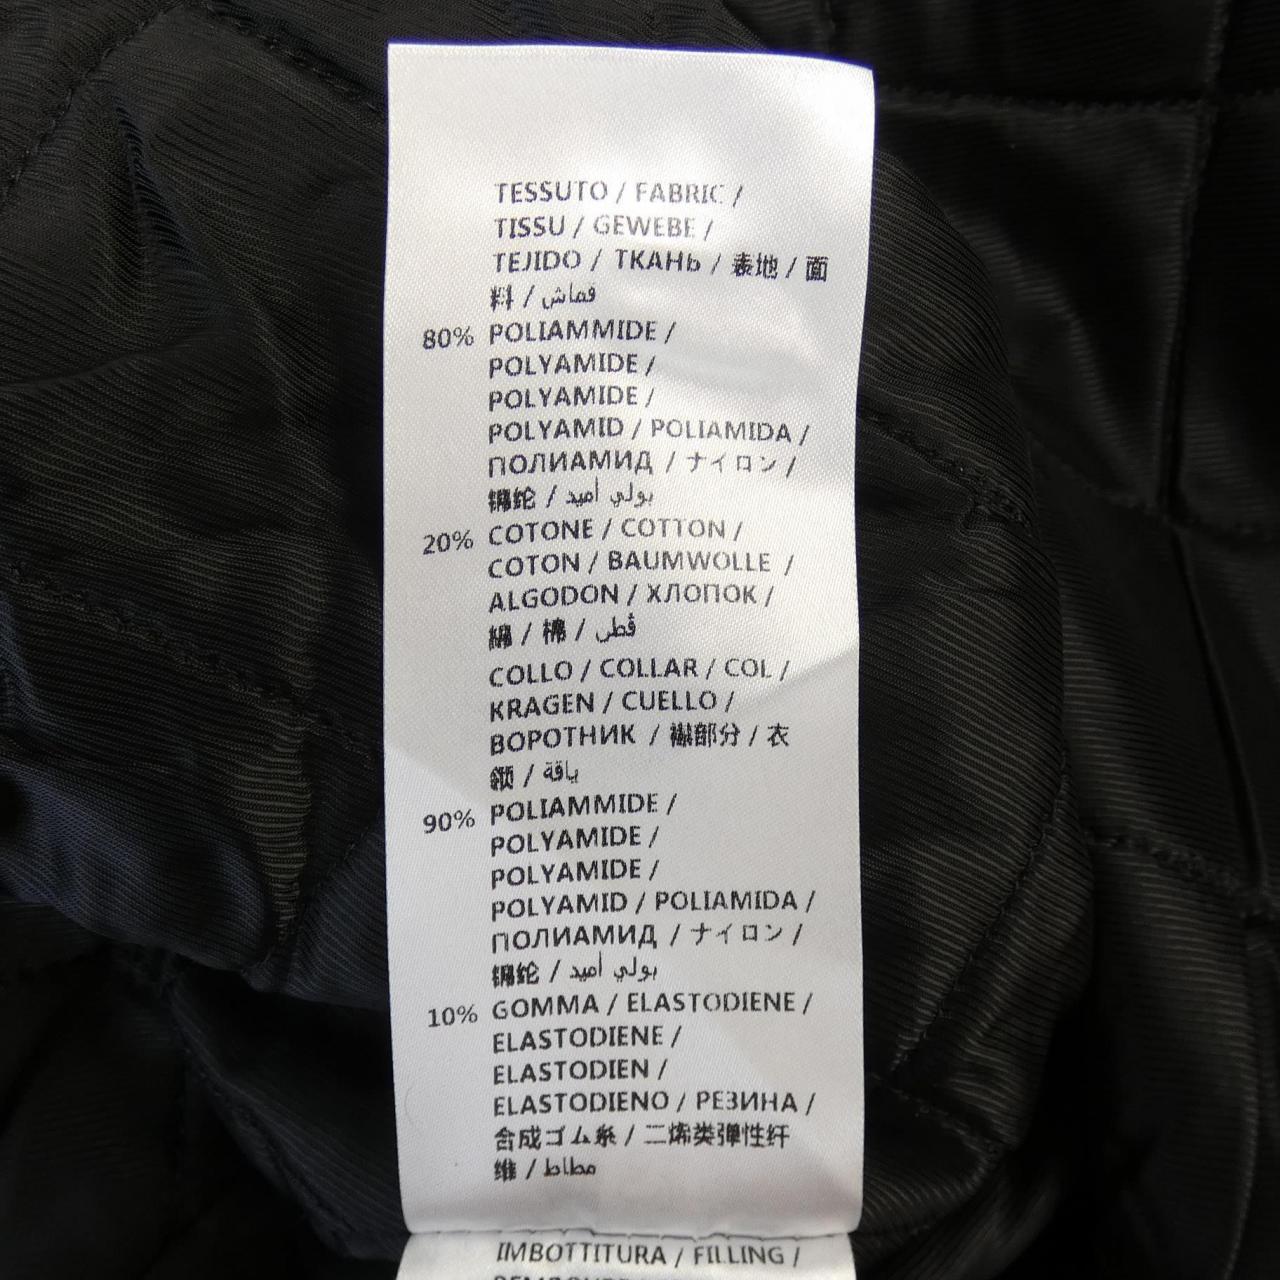 TESSUTO / FABRIC /
TISSU / GEWEBE /
TEJIDO / ТКАНЬ / 表地 / 面
料 / قماش
80% POLIAMMIDE /
POLYAMIDE /
POLYAMIDE /
POLYAMID / POLIAMIDA /
ПОЛИАМИД / ナイロン /
锦纶 / بولي أميد
20% COTONE / COTTON /
COTON / BAUMWOLLE /
ALGODON / ХЛОПОК /
綿 / 棉 / قطن
COLLO / COLLAR / COL /
KRAGEN / CUELLO /
ВОРОТНИК / 襟部分 / 衣
领 / ياقة
90% POLIAMMIDE /
POLYAMIDE /
POLYAMIDE /
POLYAMID / POLIAMIDA /
ПОЛИАМИД / ナイロン /
锦纶 / بولي أميد
10% GOMMA / ELASTODIENE /
ELASTODIENE /
ELASTODIEN /
ELASTODIENO / РЕЗИНА /
合成ゴム糸 / 二烯类弹性纤
维 / مطاط
IMBOTTITURA / FILLING /